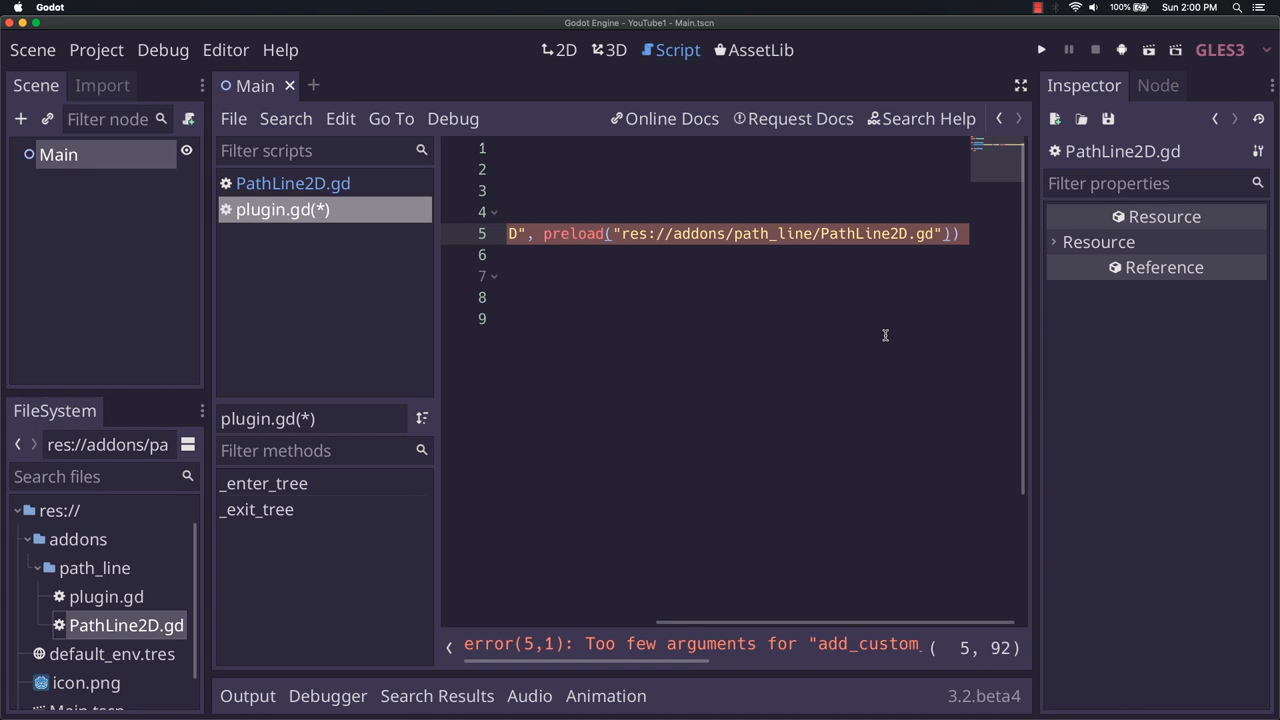 Godot
100%
Sun 2:00 PM
Godot Engine - YouTube1 - Main.tscn
Scene Project Debug Editor Help
2D 3D Script AssetLib
GLES3
Scene Import
Main
Inspector Node
Filter node
File Search Edit Go To Debug
Online Docs Request Docs Search Help
Main
Filter scripts
PathLine2D.gd
plugin.gd(*)
1
2
3
4
5 D", preload("res://addons/path_line/PathLine2D.gd"))
6
7
8
9
PathLine2D.gd
Filter properties
Resource
Resource
Reference
plugin.gd(*)
Filter methods
_enter_tree
_exit_tree
FileSystem
res://addons/pa
Search files
res://
addons
path_line
plugin.gd
PathLine2D.gd
default_env.tres
icon.png
Main.tscn
error(5,1): Too few arguments for "add_custom_ ( 5, 92)
Output Debugger Search Results Audio Animation 3.2.beta4